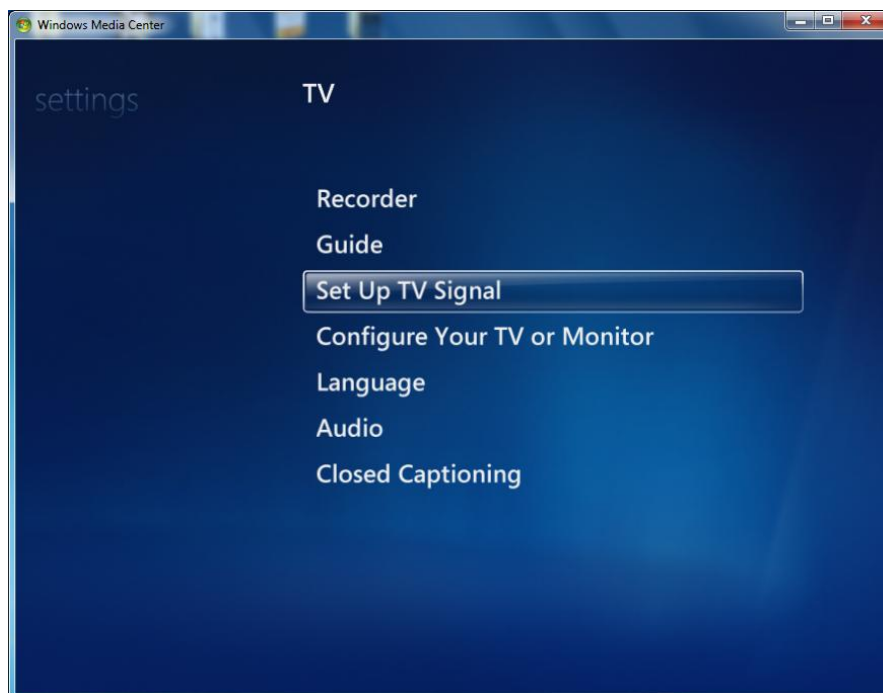 Windows Media Center
settings
TV
Recorder
Guide
Set Up TV Signal
Configure Your TV or Monitor
Language
Audio
Closed Captioning